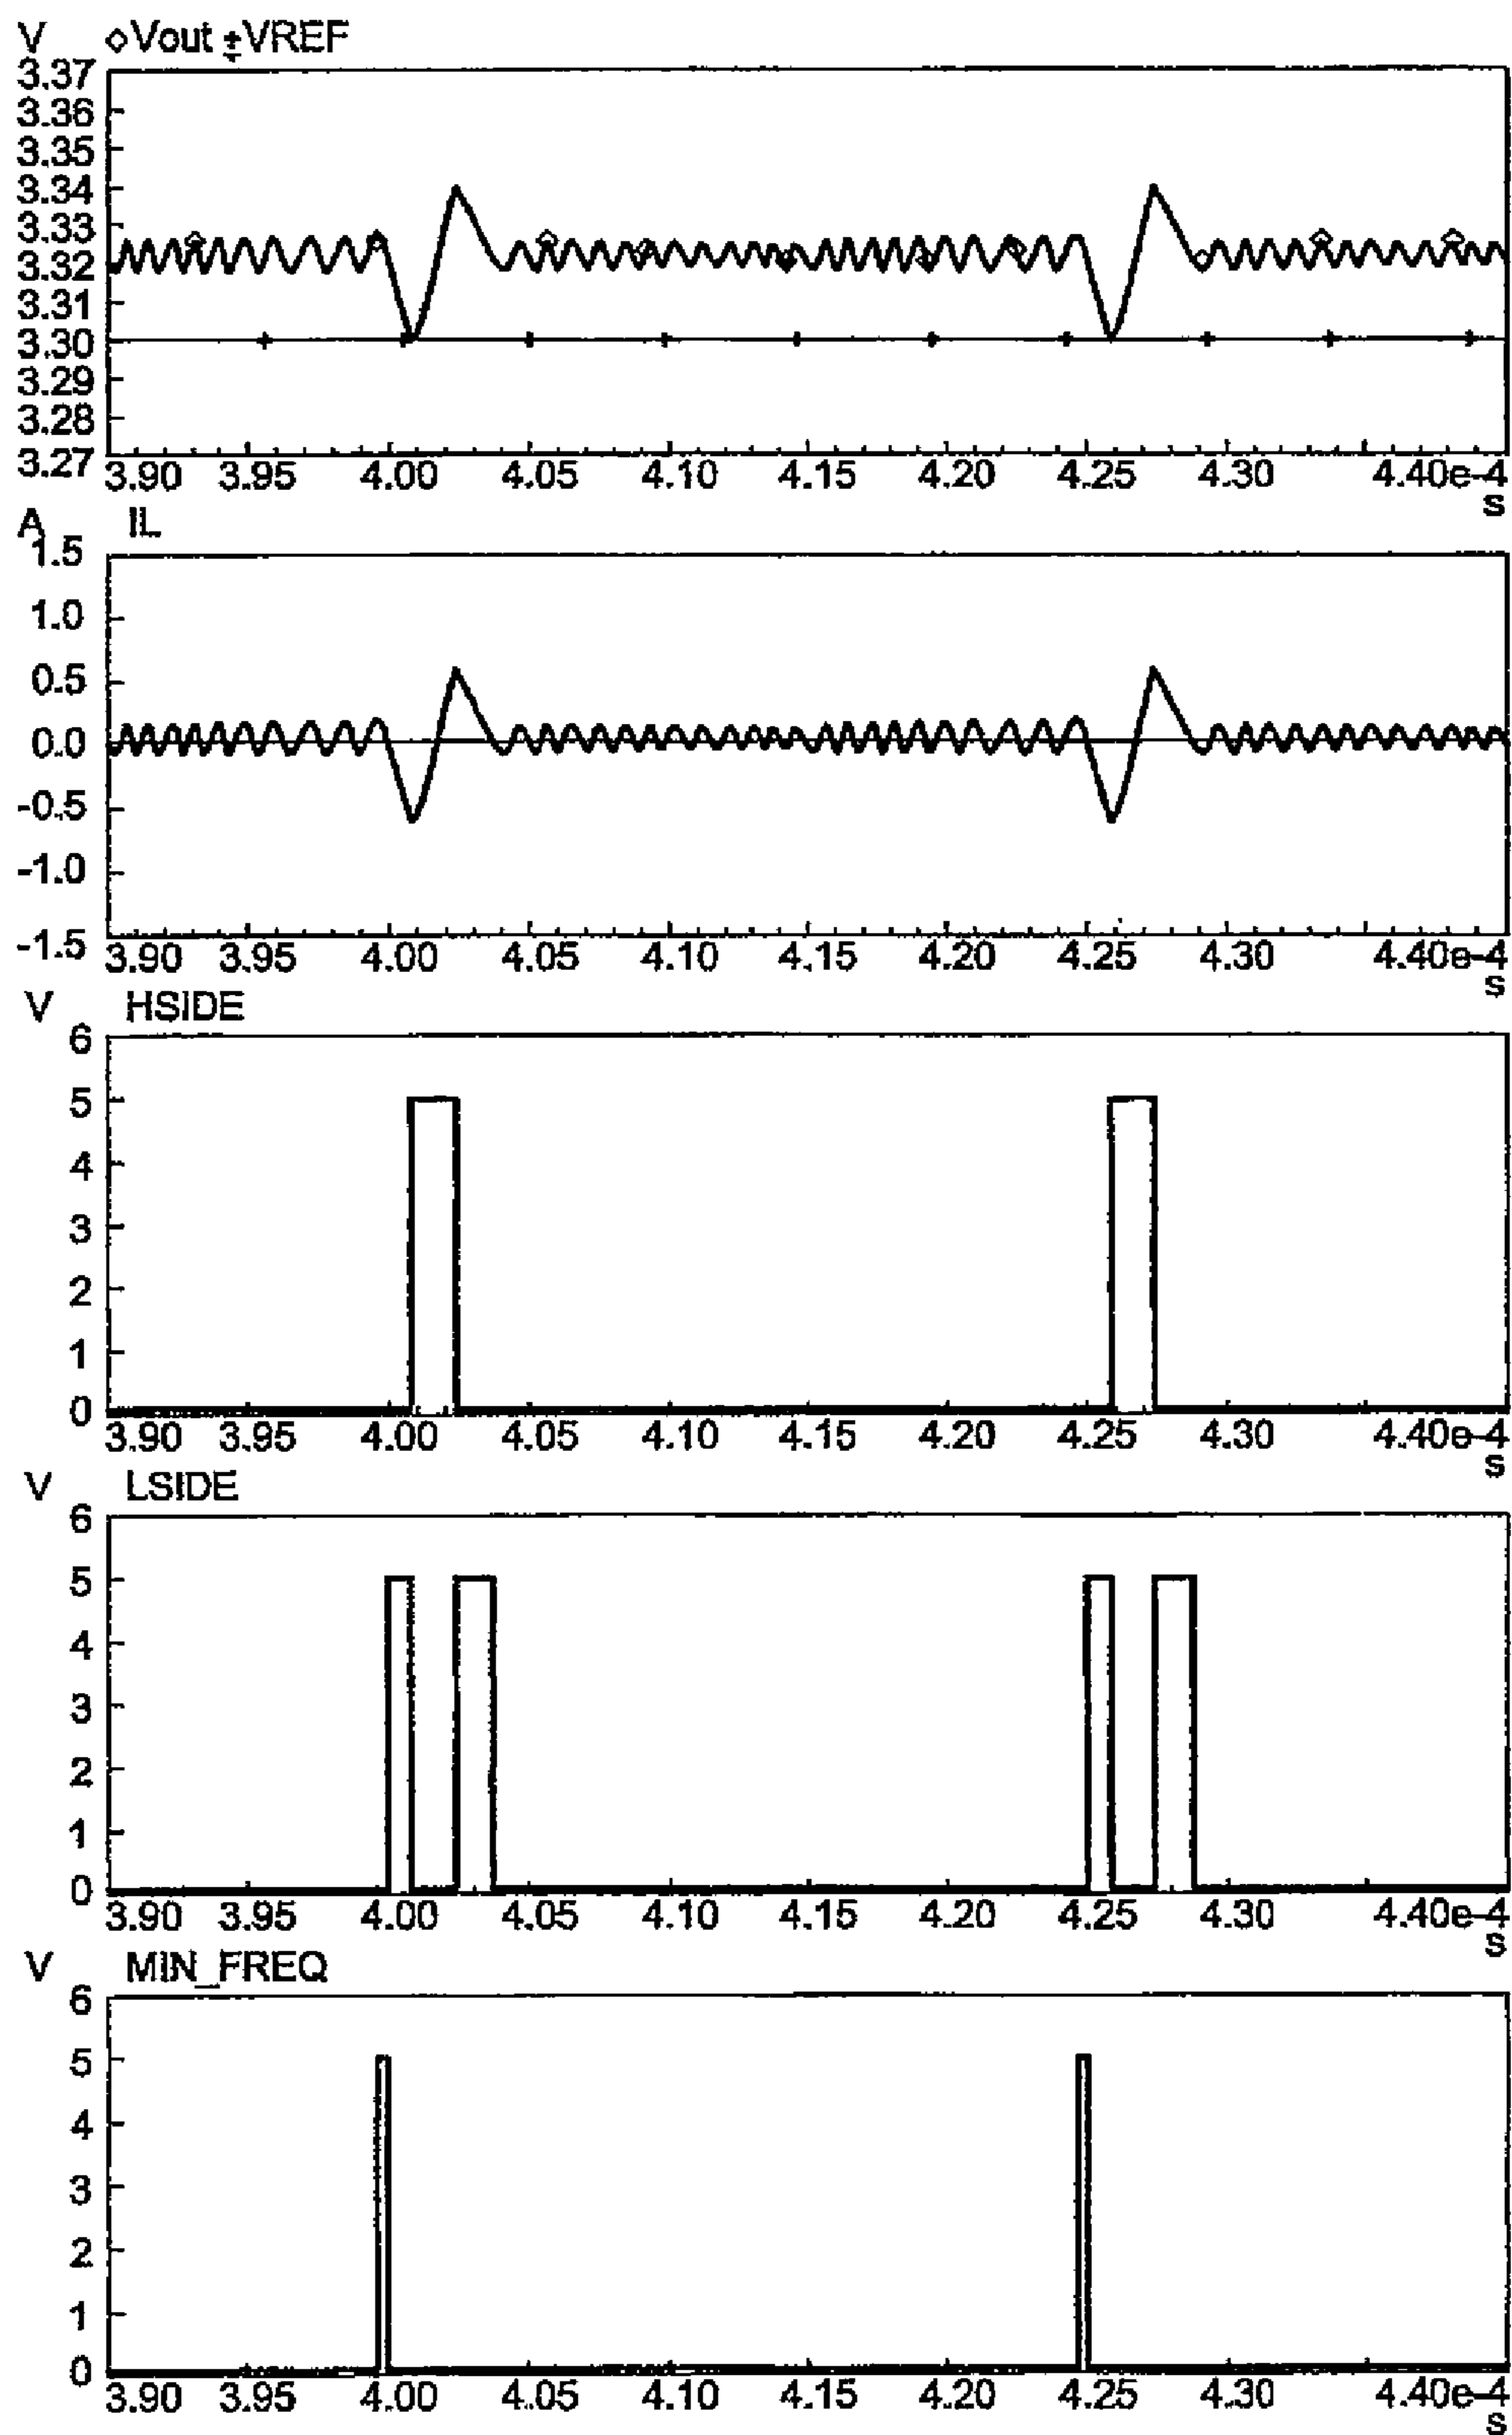 V ◇Vout ±VREF
3.37
3.36
3.35
3.34
3.33
3.32
3.31
3.30
3.29
3.28
3.27
3.90 3.95 4.00 4.05 4.10 4.15 4.20 4.25 4.30 4.40e-4
s
A IL
1.5
1.0
0.5
0.0
-0.5
-1.0
-1.5
3.90 3.95 4.00 4.05 4.10 4.15 4.20 4.25 4.30 4.40e-4
s
V HSIDE
6
5
4
3
2
1
0
3.90 3.95 4.00 4.05 4.10 4.15 4.20 4.25 4.30 4.40e-4
s
V LSIDE
6
5
4
3
2
1
0
3.90 3.95 4.00 4.05 4.10 4.15 4.20 4.25 4.30 4.40e-4
s
V MIN_FREQ
6
5
4
3
2
1
0
3.90 3.95 4.00 4.05 4.10 4.15 4.20 4.25 4.30 4.40e-4
s